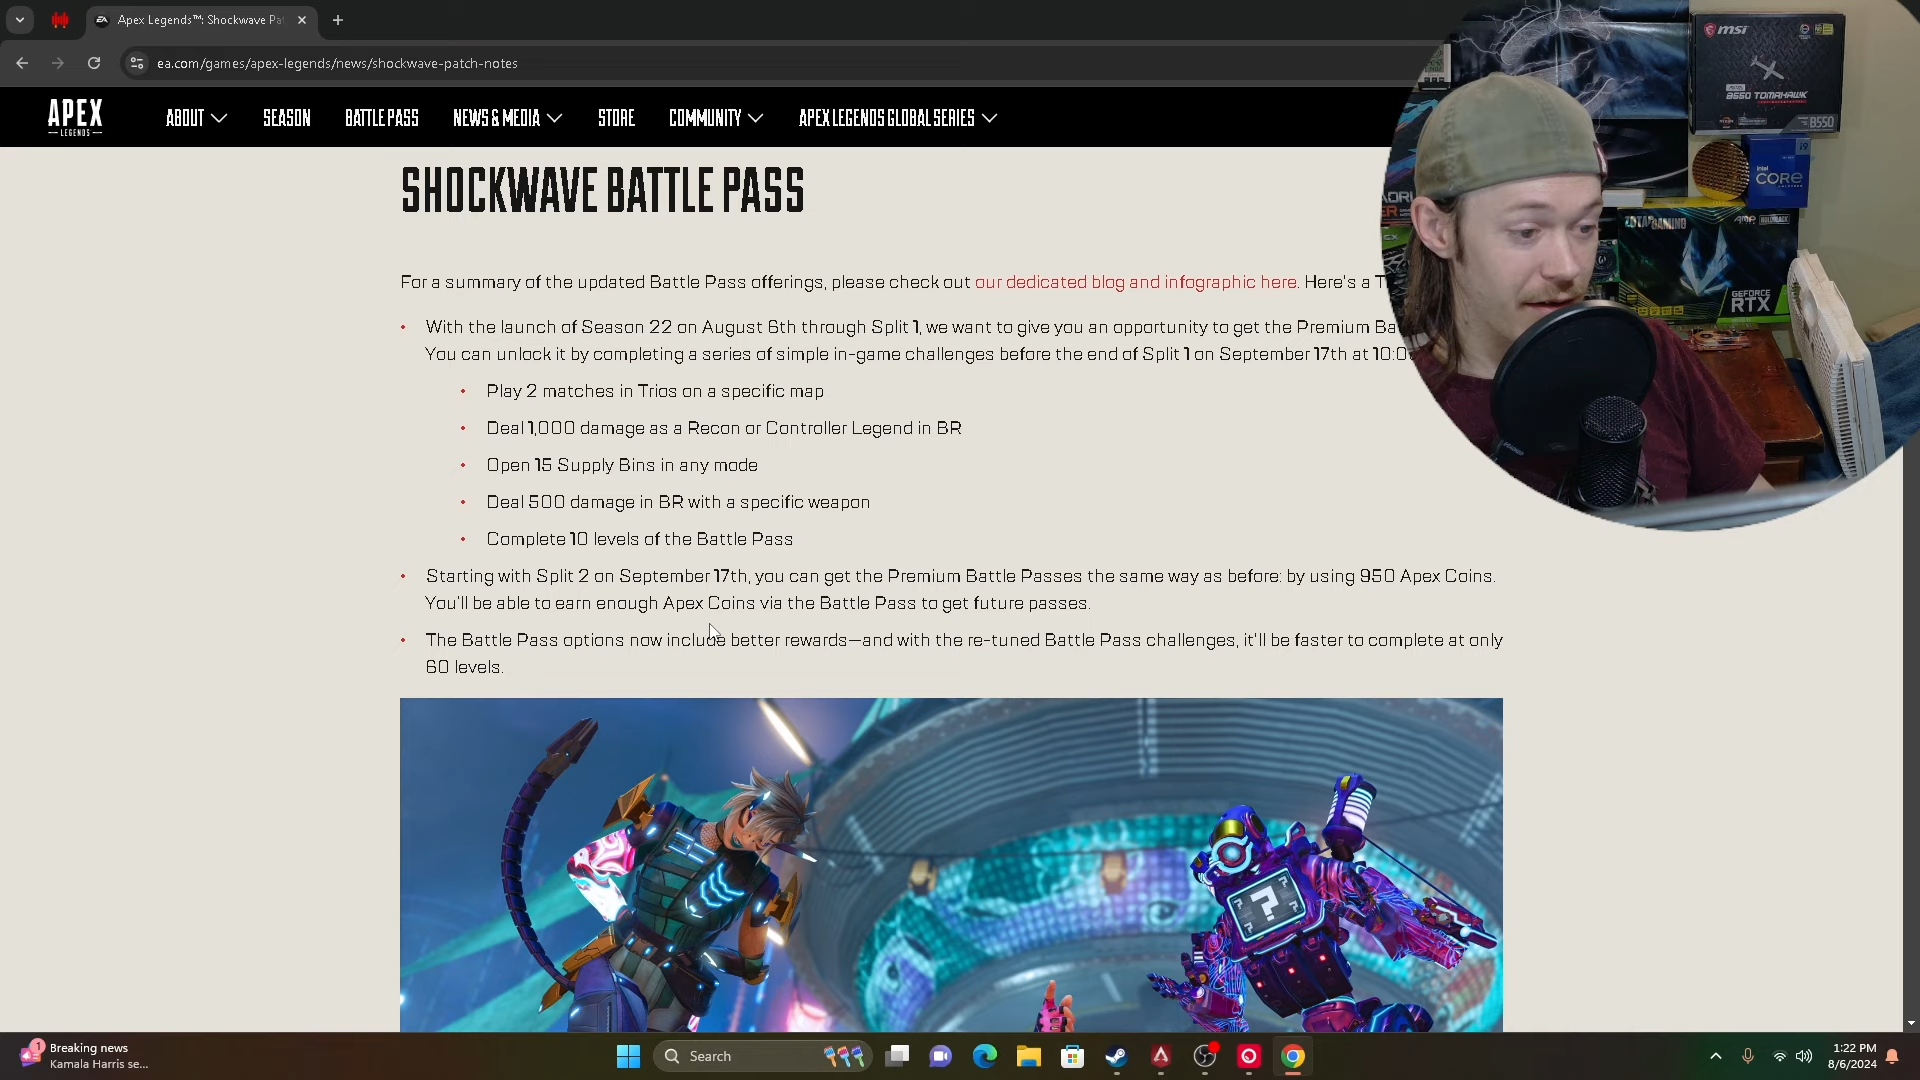 Apex Legends™: Shockwave Pa
ea.com/games/apex-legends/news/shockwave-patch-notes
APEX
LEGENDS
ABOUT
SEASON
BATTLE PASS
NEWS & MEDIA
STORE
COMMUNITY
APEX LEGENDS GLOBAL SERIES
SHOCKWAVE BATTLE PASS
For a summary of the updated Battle Pass offerings, please check out our dedicated blog and infographic here. Here's a
• With the launch of Season 22 on August 6th through Split 1, we want to give you an opportunity to get the Premium
You can unlock it by completing a series of simple in-game challenges before the end of Split 1 on September 17th at
• Play 2 matches in Trios on a specific map
• Deal 1,000 damage as a Recon or Controller Legend in BR
• Open 15 Supply Bins in any mode
• Deal 500 damage in BR with a specific weapon
• Complete 10 levels of the Battle Pass
• Starting with Split 2 on September 17th, you can get the Premium Battle Passes the same way as before: by using 950 Apex Coins.
You'll be able to earn enough Apex Coins via the Battle Pass to get future passes.
• The Battle Pass options now include better rewards—and with the re-tuned Battle Pass challenges, it'll be faster to complete at only
60 levels.
msi
B550 TOMAHAWK
B550
intel
CORE
i9
ZOTAC GAMING
AMP
HOLOBLACK
GEFORCE
RTX
?
1
Breaking news
Kamala Harris se...
Search
1:22 PM
8/6/2024